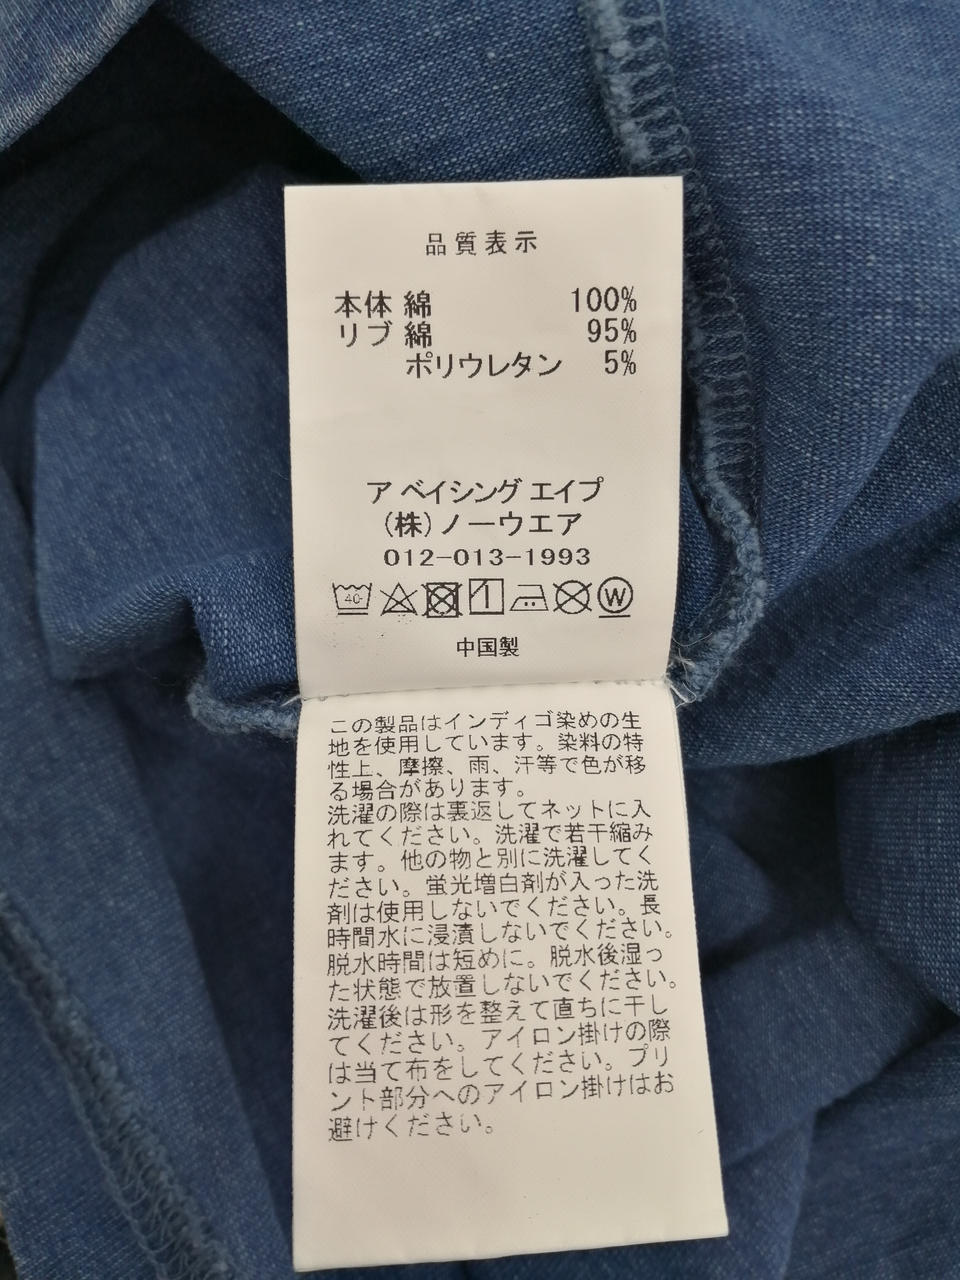 品質表示
本体 綿 100%
リブ 綿 95%
ポリウレタン 5%
ア ベイシング エイプ
(株)ノーウエア
012-013-1993
40 W
中国製
この製品はインディゴ染めの生
地を使用しています。染料の特
性上、摩擦、雨、汗等で色が移
る場合があります。
洗濯の際は裏返してネットに入
れてください。洗濯で若干縮み
ます。他の物と別に洗濯してく
ださい。蛍光増白剤が入った洗
剤は使用しないでください。長
時間水に浸漬しないでください。
脱水時間は短めに。脱水後湿っ
た状態で放置しないでください。
洗濯後は形を整えて直ちに干し
てください。アイロン掛けの際
は当て布をしてください。プリ
ント部分へのアイロン掛けはお
避けください。